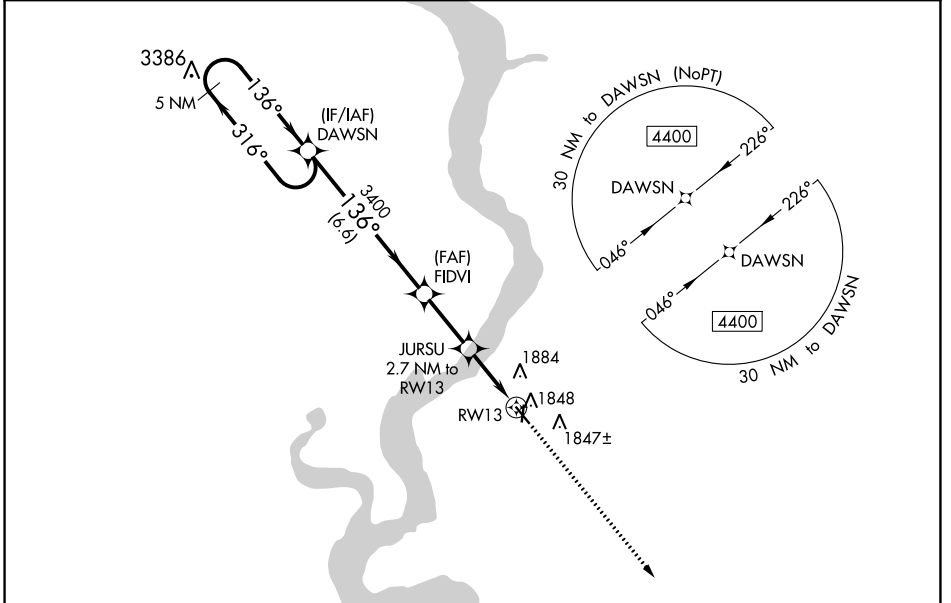 3386
5 NM
136°
316°
(IF/IAF)
DAWSN
3400
136°
(6.6)
(FAF)
FIDVI
JURSU
2.7 NM to
RW13
1884
1848
RW13
1847±
30 NM to DAWSN (NoPT)
4400
226°
DAWSN
046°
226°
DAWSN
046°
4400
30 NM to DAWSN